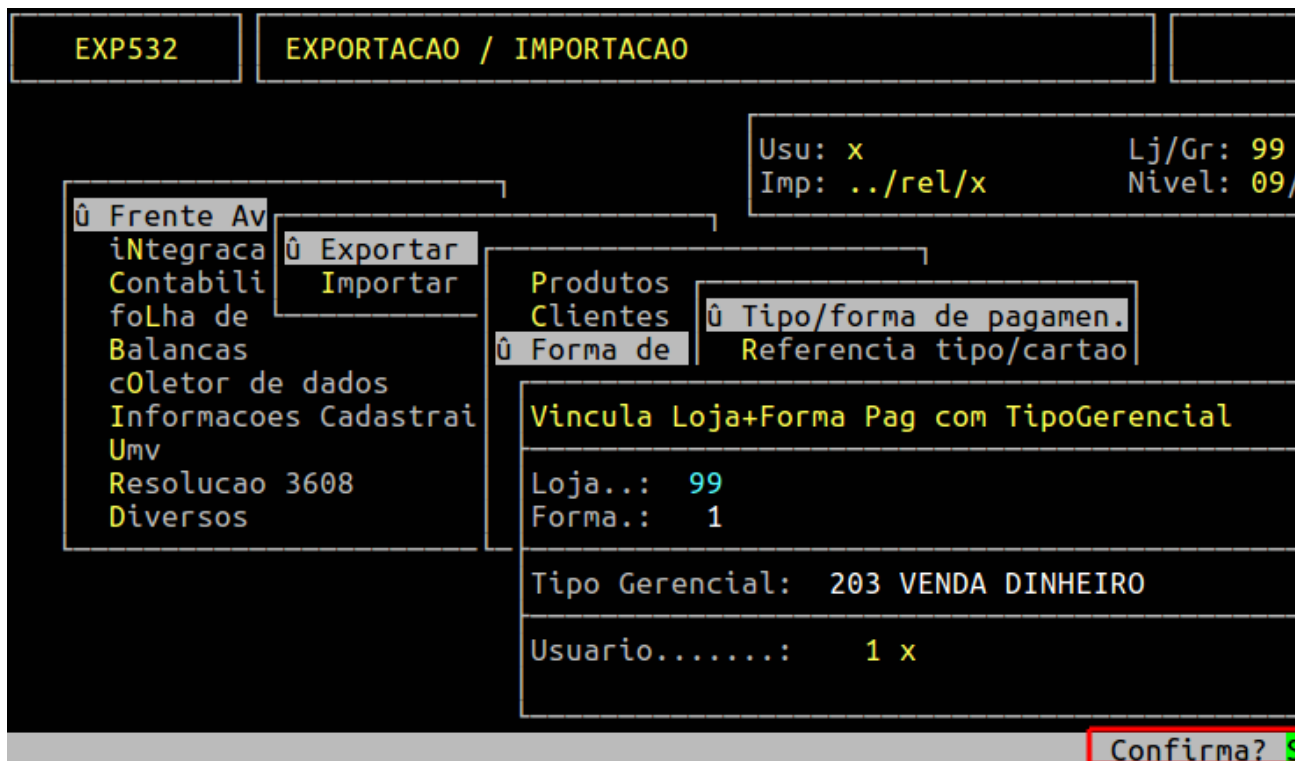 EXP532 EXPORTACAO / IMPORTACAO
Usu: x Lj/Gr: 99
Imp: ../rel/x Nivel: 09/
û Frente Av
iNtegraca û Exportar
Contabili Importar Produtos
foLha de Clientes û Tipo/forma de pagamen.
Balancas û Forma de Referencia tipo/cartao
cOletor de dados
Informacoes Cadastrai Vincula Loja+Forma Pag com TipoGerencial
Umv
Resolucao 3608 Loja..: 99
Diversos Forma.: 1
Tipo Gerencial: 203 VENDA DINHEIRO
Usuario.......: 1 x
Confirma? S